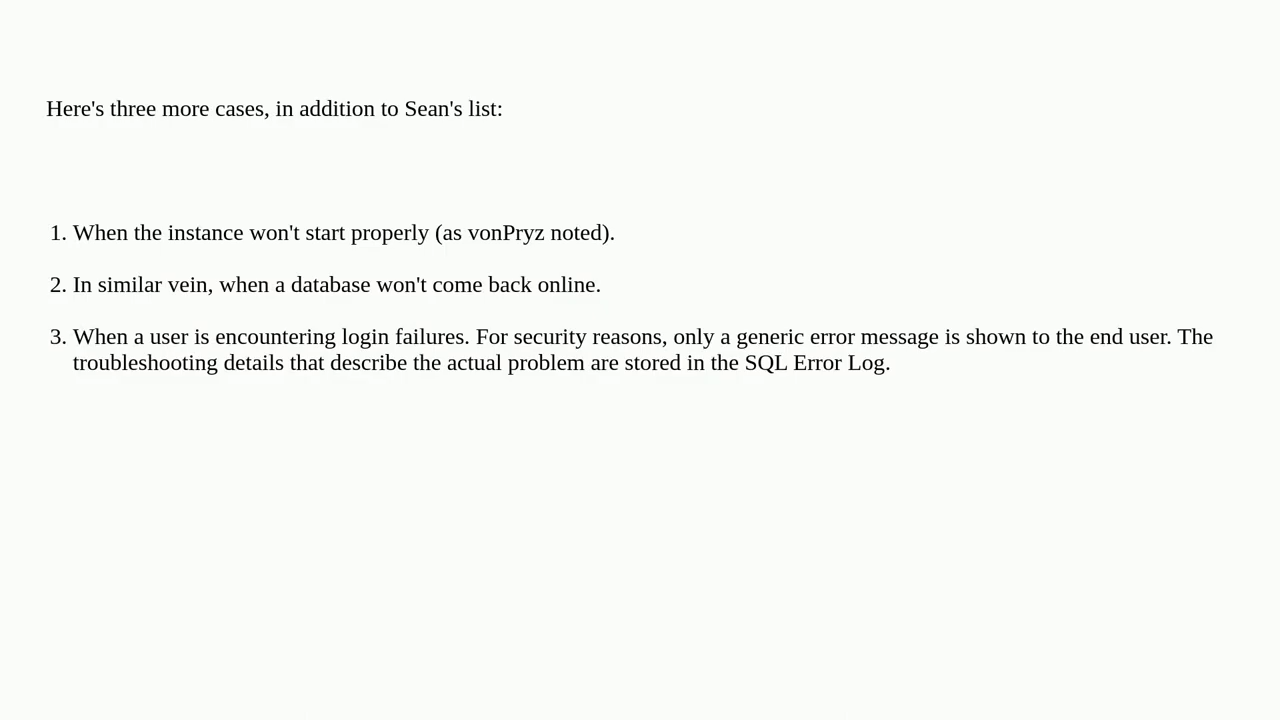 Here's three more cases, in addition to Sean's list:
1. When the instance won't start properly (as vonPryz noted).
2. In similar vein, when a database won't come back online.
3. When a user is encountering login failures. For security reasons, only a generic error message is shown to the end user. The
troubleshooting details that describe the actual problem are stored in the SQL Error Log.